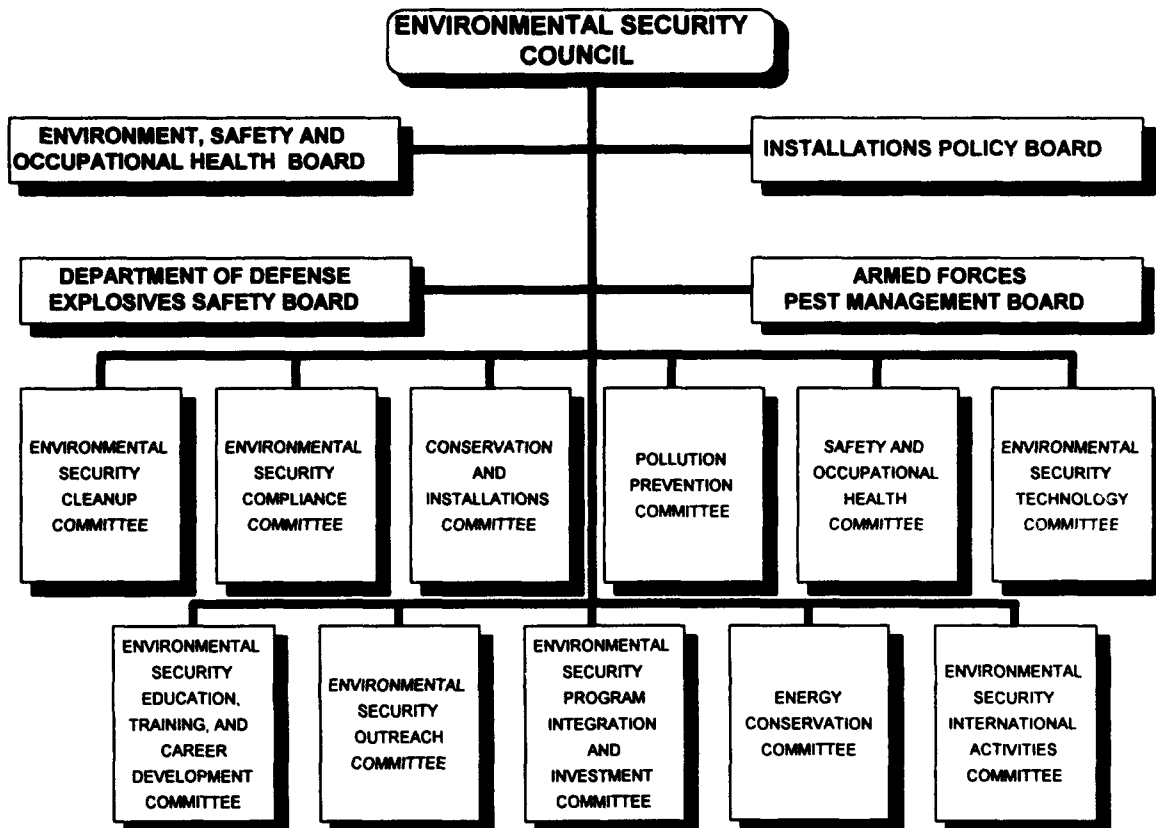 ENVIRONMENTAL SECURITY
COUNCIL
ENVIRONMENT, SAFETY AND
OCCUPATIONAL HEALTH BOARD
INSTALLATIONS POLICY BOARD
DEPARTMENT OF DEFENSE
EXPLOSIVES SAFETY BOARD
ARMED FORCES
PEST MANAGEMENT BOARD
ENVIRONMENTAL
SECURITY
CLEANUP
COMMITTEE
ENVIRONMENTAL
SECURITY
COMPLIANCE
COMMITTEE
CONSERVATION
AND
INSTALLATIONS
COMMITTEE
POLLUTION
PREVENTION
COMMITTEE
SAFETY AND
OCCUPATIONAL
HEALTH
COMMITTEE
ENVIRONMENTAL
SECURITY
TECHNOLOGY
COMMITTEE
ENVIRONMENTAL
SECURITY
EDUCATION,
TRAINING, AND
CAREER
DEVELOPMENT
COMMITTEE
ENVIRONMENTAL
SECURITY
OUTREACH
COMMITTEE
ENVIRONMENTAL
SECURITY
PROGRAM
INTEGRATION
AND
INVESTMENT
COMMITTEE
ENERGY
CONSERVATION
COMMITTEE
ENVIRONMENTAL
SECURITY
INTERNATIONAL
ACTIVITIES
COMMITTEE